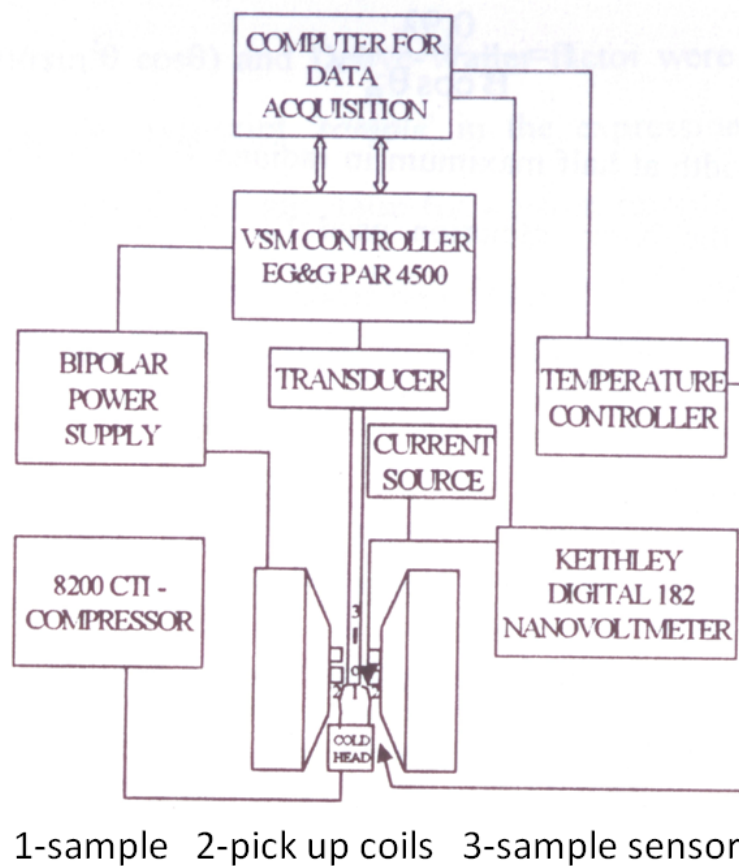 COMPUTER FOR
DATA
ACQUISITION
VSM CONTROLLER
EG&G PAR 4500
BIPOLAR
POWER
SUPPLY
TRANSDUCER
TEMPERATURE
CONTROLLER
CURRENT
SOURCE
8200 CTI -
COMPRESSOR
KEITHLEY
DIGITAL 182
NANOVOLTMETER
3
2 1 2
COLD
HEAD
1-sample 2-pick up coils 3-sample sensor